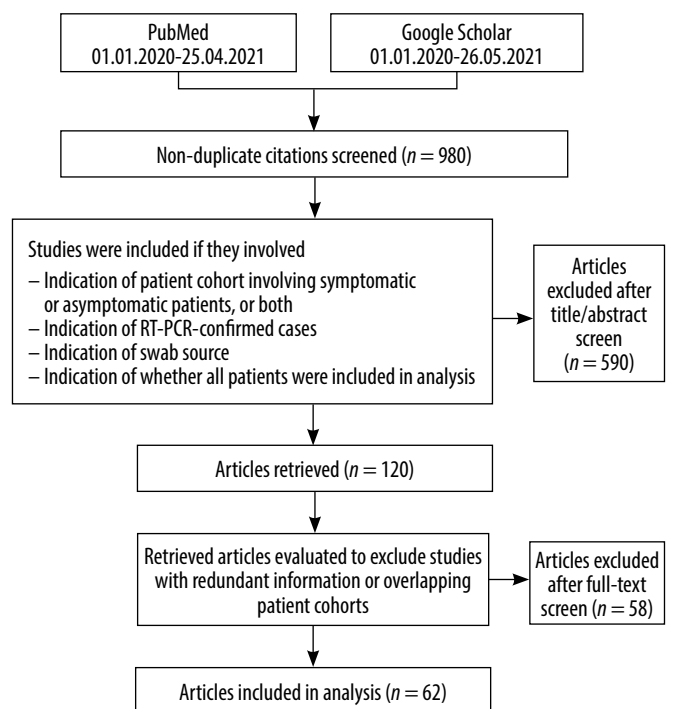 PubMed
01.01.2020-25.04.2021
Google Scholar
01.01.2020-26.05.2021
Non-duplicate citations screened (n = 980)
Studies were included if they involved
– Indication of patient cohort involving symptomatic
or asymptomatic patients, or both
– Indication of RT-PCR-confirmed cases
– Indication of swab source
– Indication of whether all patients were included in analysis
Articles
excluded after
title/abstract
screen
(n = 590)
Articles retrieved (n = 120)
Retrieved articles evaluated to exclude studies
with redundant information or overlapping
patient cohorts
Articles excluded
after full-text
screen (n = 58)
Articles included in analysis (n = 62)